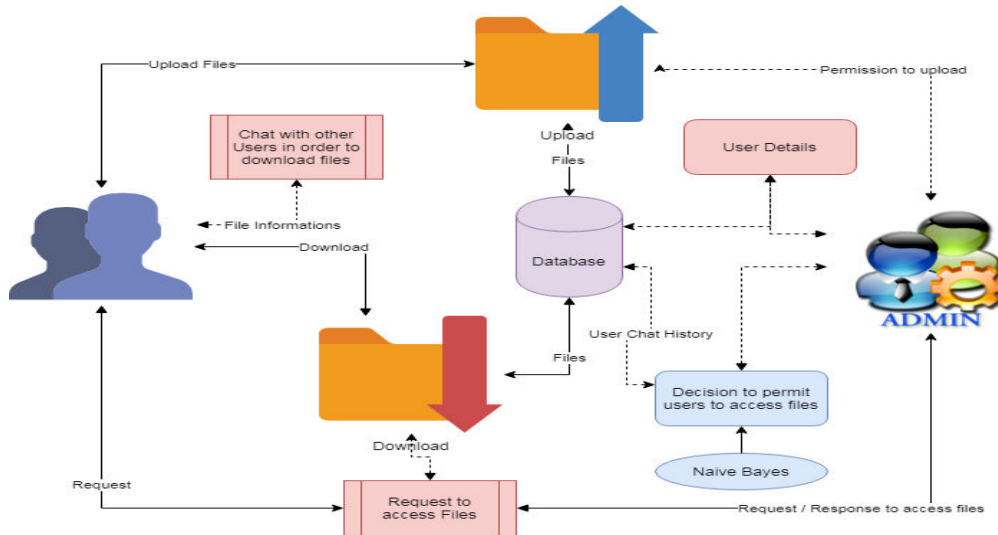 Upload Files
Permission to upload
Chat with other
Users in order to
download files
Upload
Files
User Details
File Informations
Download
Database
ADMIN
User Chat History
Files
Decision to permit
users to access files
Download
Naive Bayes
Request
Request to
access Files
Request / Response to access files